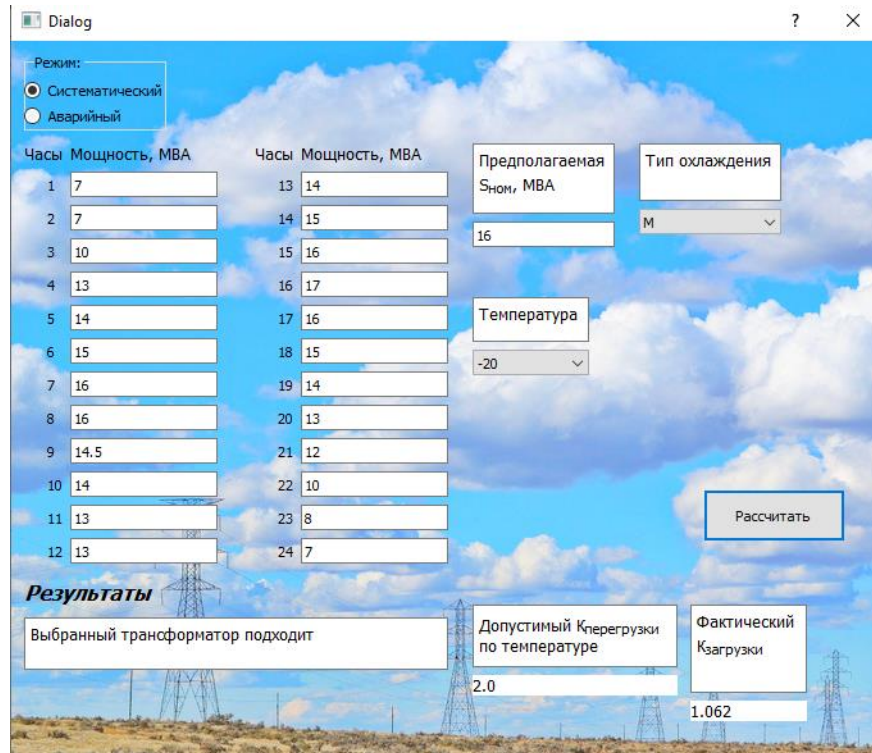 Dialog ?
Режим:
Систематический
Аварийный
Часы Мощность, МВА
1 7
2 7
3 10
4 13
5 14
6 15
7 16
8 16
9 14.5
10 14
11 13
12 13
Часы Мощность, МВА
13 14
14 15
15 16
16 17
17 16
18 15
19 14
20 13
21 12
22 10
23 8
24 7
Предполагаемая
Sном, МВА
16
Тип охлаждения
М
Температура
-20
Рассчитать
Результаты
Выбранный трансформатор подходит
Допустимый Kперегрузки
по температуре
2.0
Фактический
Kзагрузки
1.062